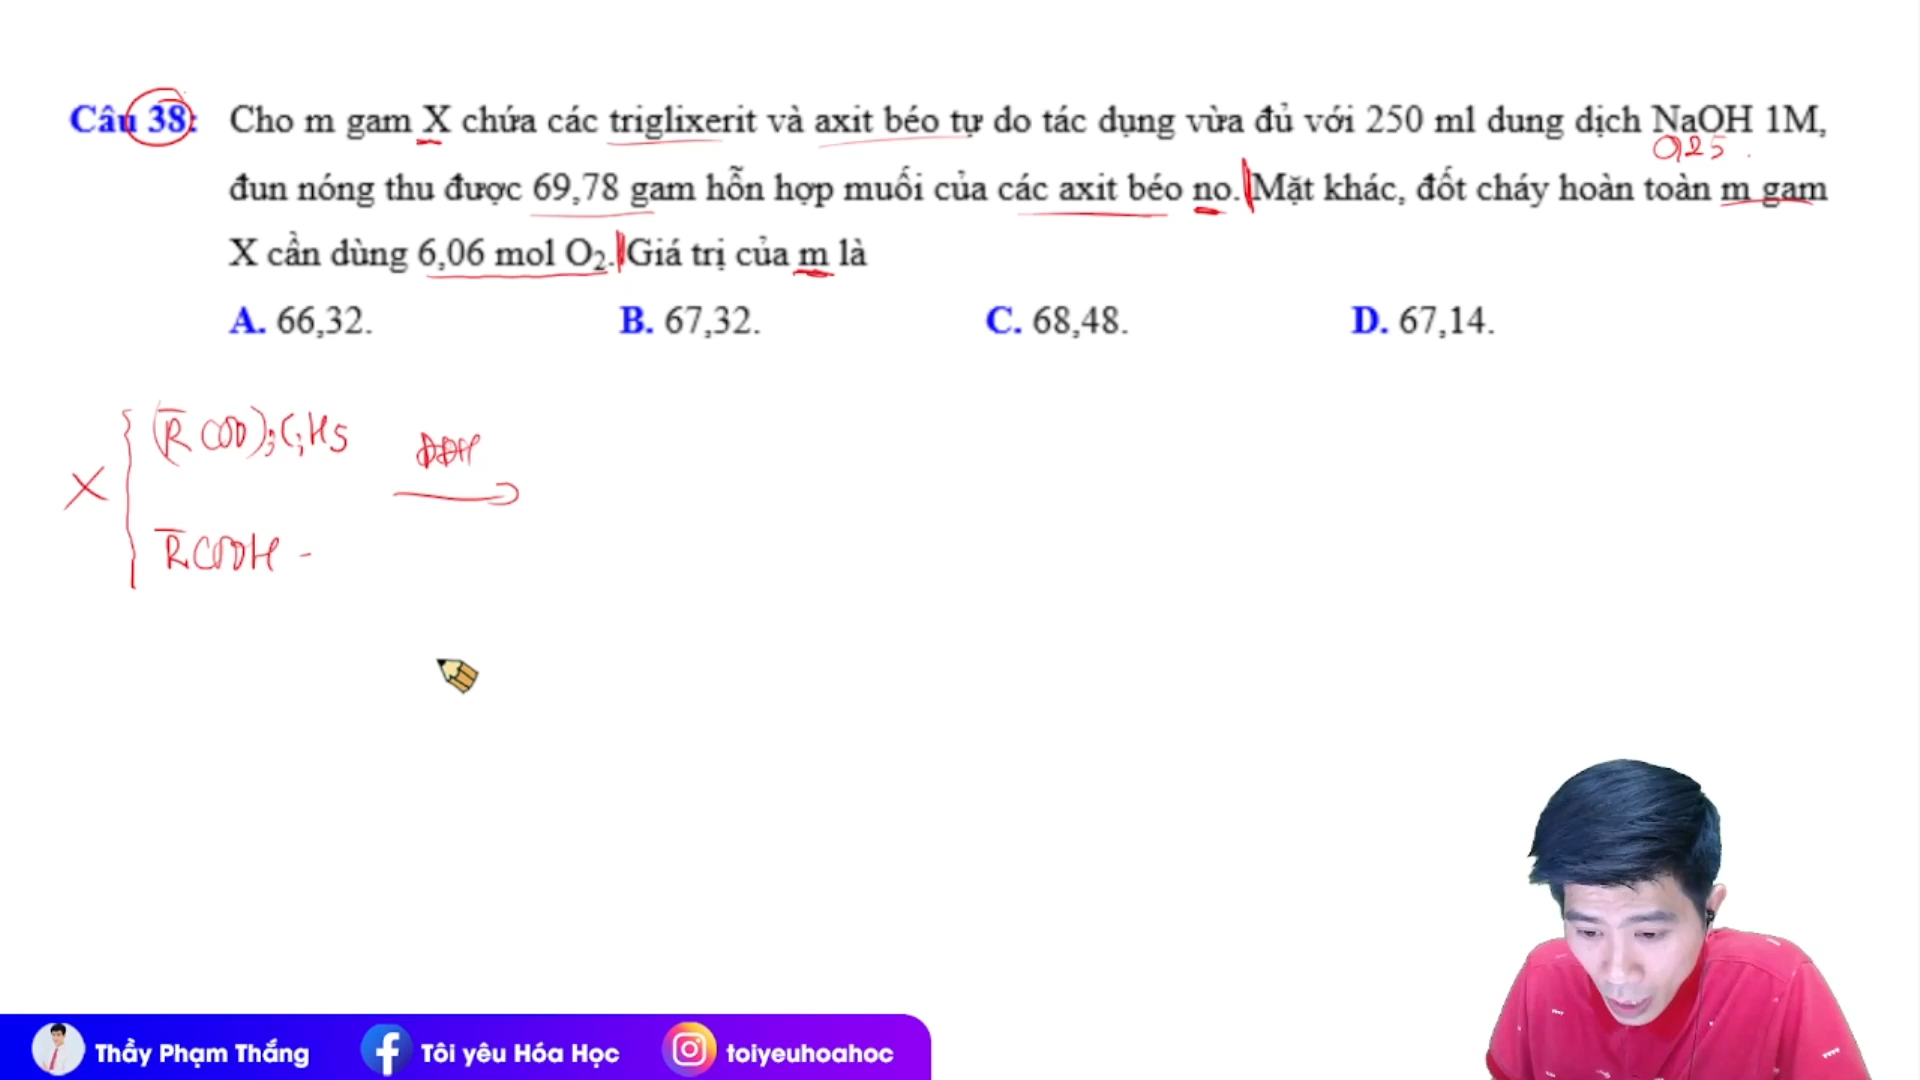 Câu 38: Cho m gam X chứa các triglixerit và axit béo tự do tác dụng vừa đủ với 250 ml dung dịch NaOH 1M,
0,25
đun nóng thu được 69,78 gam hỗn hợp muối của các axit béo no. Mặt khác, đốt cháy hoàn toàn m gam
X cần dùng 6,06 mol O₂. Giá trị của m là
A. 66,32. B. 67,32. C. 68,48. D. 67,14.
X
(R̅COO)₃C₃H₅
R̅COOH
Thầy Phạm Thắng Tôi yêu Hóa Học toiyeuhoahoc